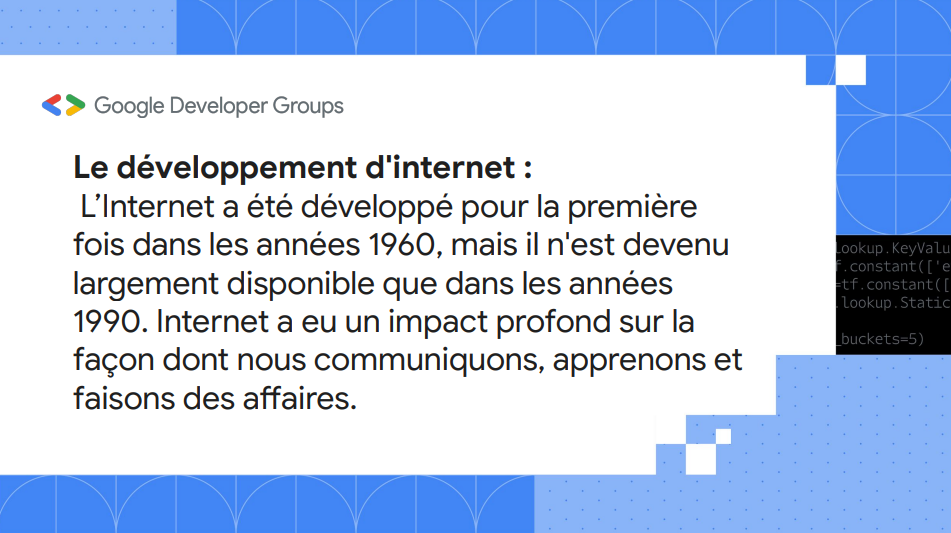 Google Developer Groups
Le développement d'internet :
L’Internet a été développé pour la première
fois dans les années 1960, mais il n'est devenu
largement disponible que dans les années
1990. Internet a eu un impact profond sur la
façon dont nous communiquons, apprenons et
faisons des affaires.
lookup.KeyValu
f.constant(['e
=tf.constant([
.lookup.Static
_buckets=5)